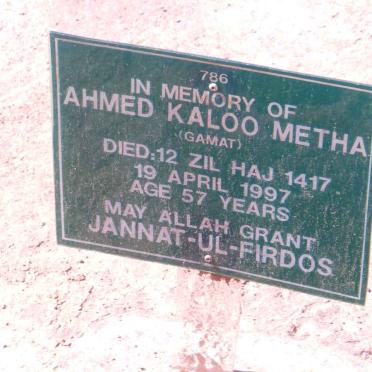 786
IN MEMORY OF
AHMED KALOO METHA
(GAMAT)
DIED:12 ZIL HAJ 1417
19 APRIL 1997
AGE 57 YEARS
MAY ALLAH GRANT
JANNAT-UL-FIRDOS